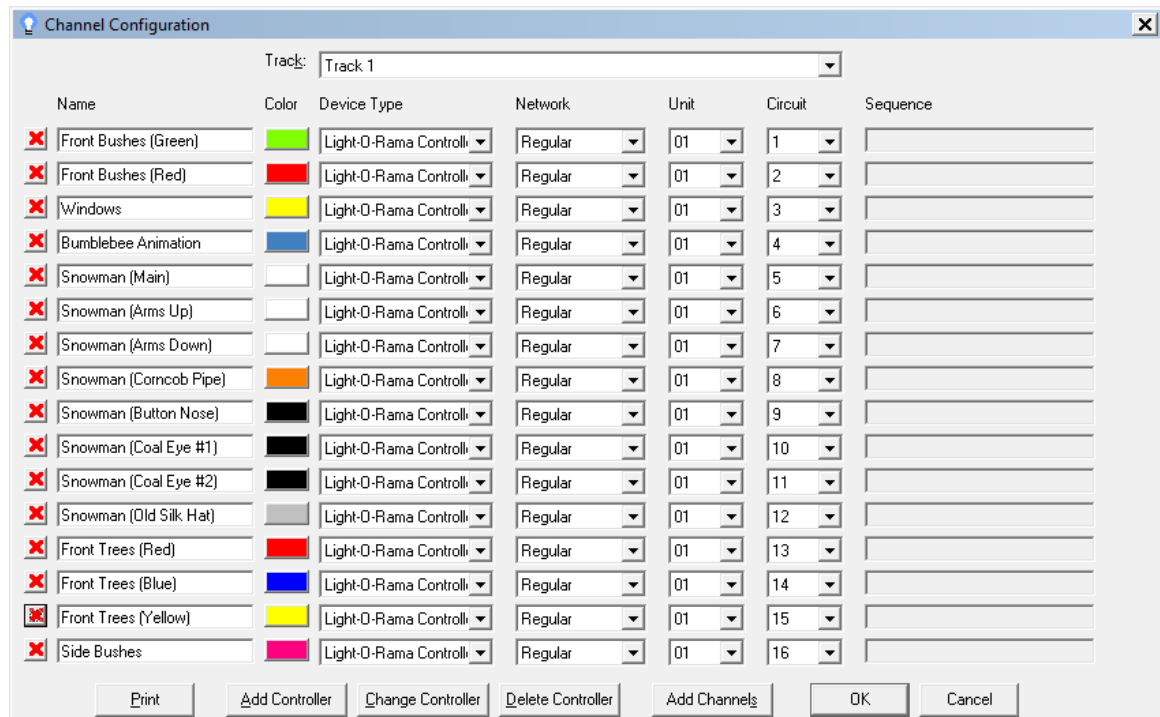 Channel Configuration
Track: Track 1
Name Color Device Type Network Unit Circuit Sequence
Front Bushes (Green) Light-O-Rama Controll Regular 01 1
Front Bushes (Red) Light-O-Rama Controll Regular 01 2
Windows Light-O-Rama Controll Regular 01 3
Bumblebee Animation Light-O-Rama Controll Regular 01 4
Snowman (Main) Light-O-Rama Controll Regular 01 5
Snowman (Arms Up) Light-O-Rama Controll Regular 01 6
Snowman (Arms Down) Light-O-Rama Controll Regular 01 7
Snowman (Corncob Pipe) Light-O-Rama Controll Regular 01 8
Snowman (Button Nose) Light-O-Rama Controll Regular 01 9
Snowman (Coal Eye #1) Light-O-Rama Controll Regular 01 10
Snowman (Coal Eye #2) Light-O-Rama Controll Regular 01 11
Snowman (Old Silk Hat) Light-O-Rama Controll Regular 01 12
Front Trees (Red) Light-O-Rama Controll Regular 01 13
Front Trees (Blue) Light-O-Rama Controll Regular 01 14
Front Trees (Yellow) Light-O-Rama Controll Regular 01 15
Side Bushes Light-O-Rama Controll Regular 01 16
Print Add Controller Change Controller Delete Controller Add Channels OK Cancel